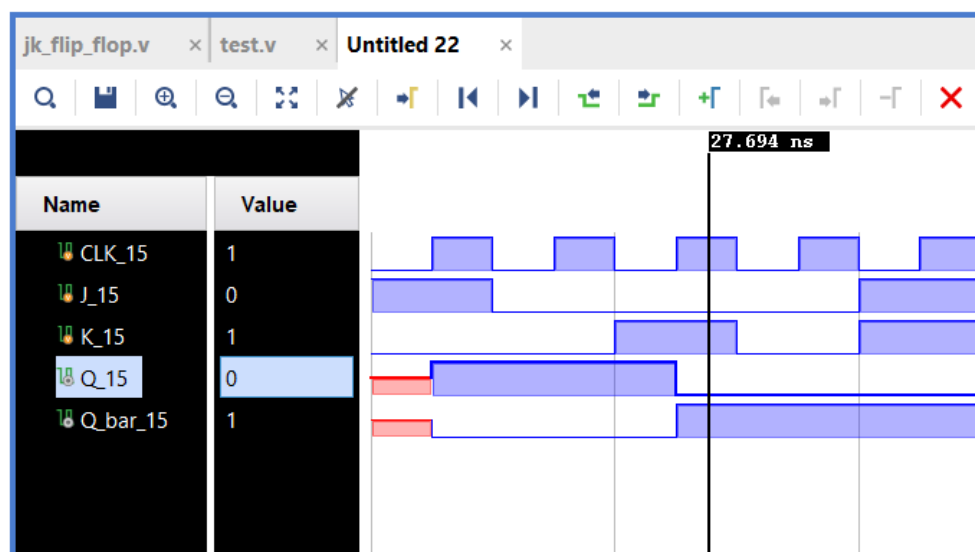 jk_flip_flop.v × test.v × Untitled 22 ×
27.694 ns
Name Value
CLK_15 1
J_15 0
K_15 1
Q_15 0
Q_bar_15 1